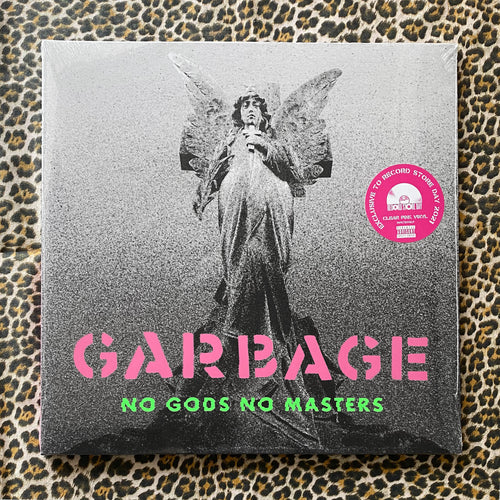 EXCLUSIVE TO RECORD STORE DAY 2021
CLEAR PINK VINYL
GARBAGE
NO GODS NO MASTERS